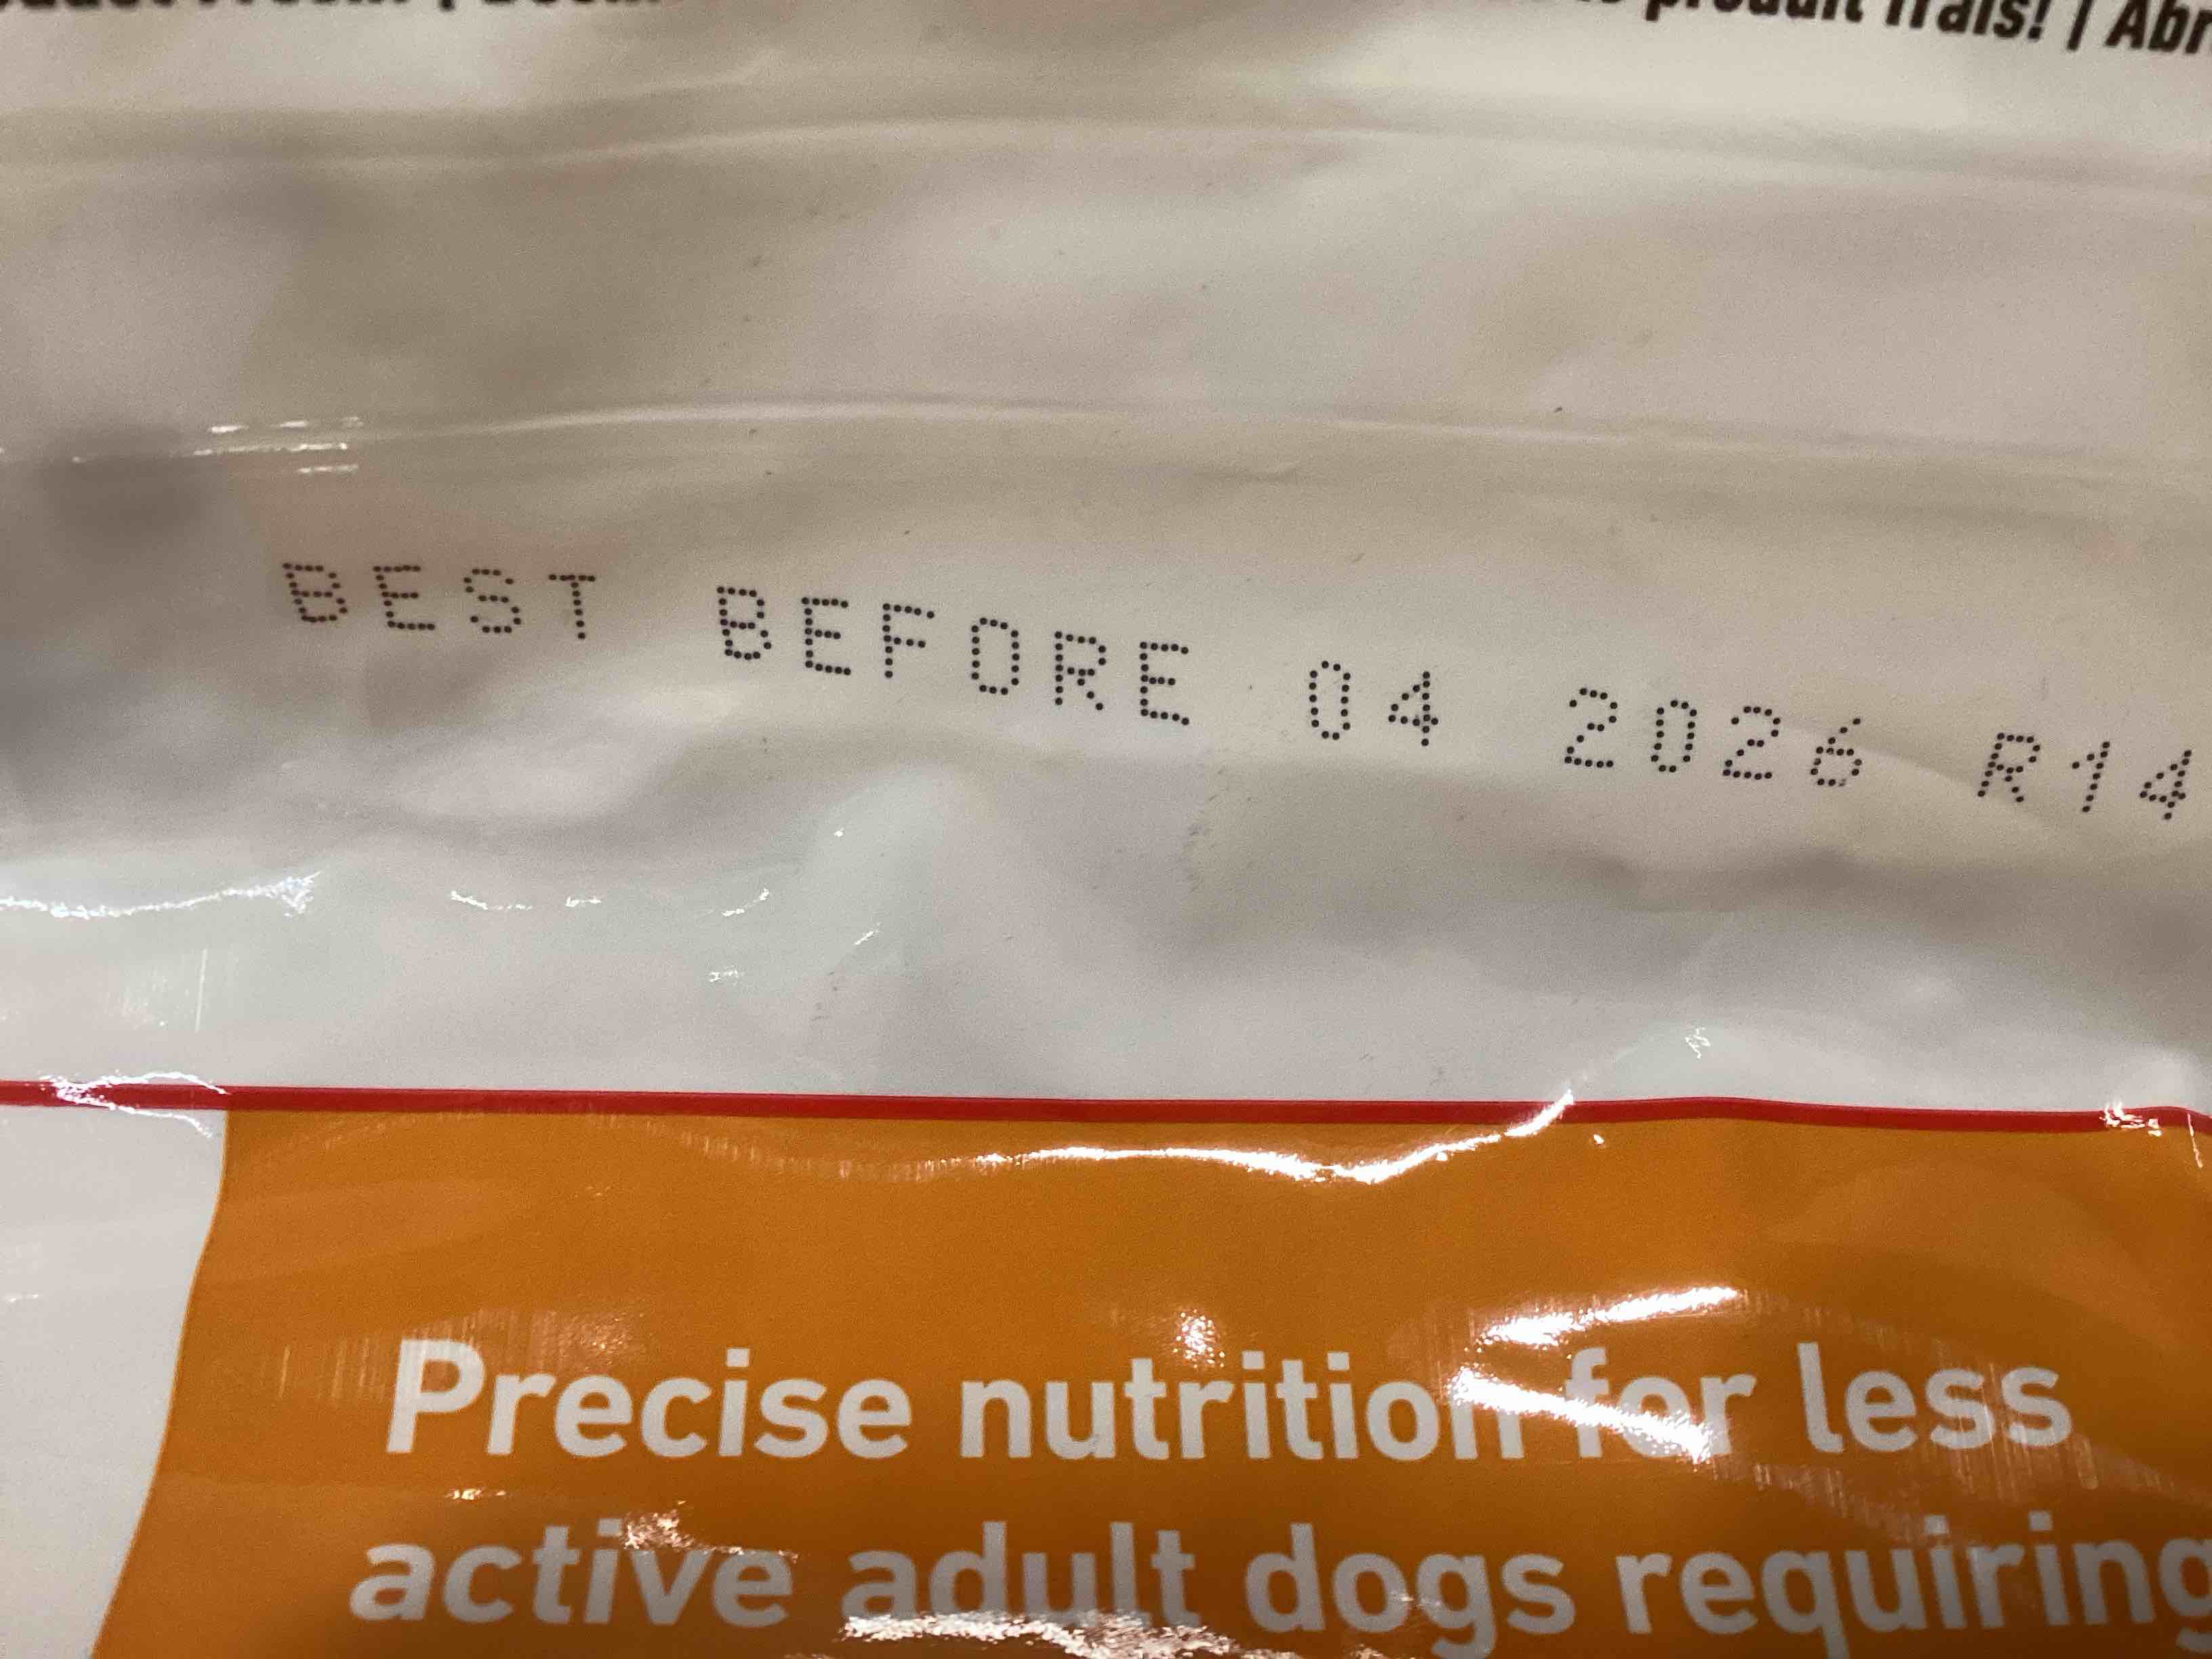 produit frais! | Abr
BEST BEFORE 04 2026 R14
Precise nutrition for less
active adult dogs requiring